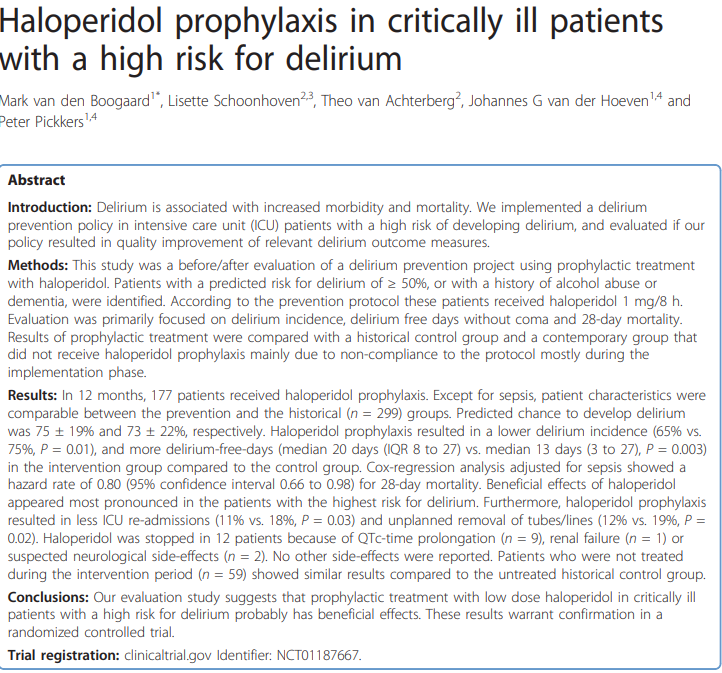 Haloperidol prophylaxis in critically ill patients
with a high risk for delirium
Mark van den Boogaard1*, Lisette Schoonhoven2,3, Theo van Achterberg2, Johannes G van der Hoeven1,4 and
Peter Pickkers1,4
Abstract
Introduction: Delirium is associated with increased morbidity and mortality. We implemented a delirium
prevention policy in intensive care unit (ICU) patients with a high risk of developing delirium, and evaluated if our
policy resulted in quality improvement of relevant delirium outcome measures.
Methods: This study was a before/after evaluation of a delirium prevention project using prophylactic treatment
with haloperidol. Patients with a predicted risk for delirium of ≥ 50%, or with a history of alcohol abuse or
dementia, were identified. According to the prevention protocol these patients received haloperidol 1 mg/8 h.
Evaluation was primarily focused on delirium incidence, delirium free days without coma and 28-day mortality.
Results of prophylactic treatment were compared with a historical control group and a contemporary group that
did not receive haloperidol prophylaxis mainly due to non-compliance to the protocol mostly during the
implementation phase.
Results: In 12 months, 177 patients received haloperidol prophylaxis. Except for sepsis, patient characteristics were
comparable between the prevention and the historical (n = 299) groups. Predicted chance to develop delirium
was 75 ± 19% and 73 ± 22%, respectively. Haloperidol prophylaxis resulted in a lower delirium incidence (65% vs.
75%, P = 0.01), and more delirium-free-days (median 20 days (IQR 8 to 27) vs. median 13 days (3 to 27), P = 0.003)
in the intervention group compared to the control group. Cox-regression analysis adjusted for sepsis showed a
hazard rate of 0.80 (95% confidence interval 0.66 to 0.98) for 28-day mortality. Beneficial effects of haloperidol
appeared most pronounced in the patients with the highest risk for delirium. Furthermore, haloperidol prophylaxis
resulted in less ICU re-admissions (11% vs. 18%, P = 0.03) and unplanned removal of tubes/lines (12% vs. 19%, P =
0.02). Haloperidol was stopped in 12 patients because of QTc-time prolongation (n = 9), renal failure (n = 1) or
suspected neurological side-effects (n = 2). No other side-effects were reported. Patients who were not treated
during the intervention period (n = 59) showed similar results compared to the untreated historical control group.
Conclusions: Our evaluation study suggests that prophylactic treatment with low dose haloperidol in critically ill
patients with a high risk for delirium probably has beneficial effects. These results warrant confirmation in a
randomized controlled trial.
Trial registration: clinicaltrial.gov Identifier: NCT01187667.